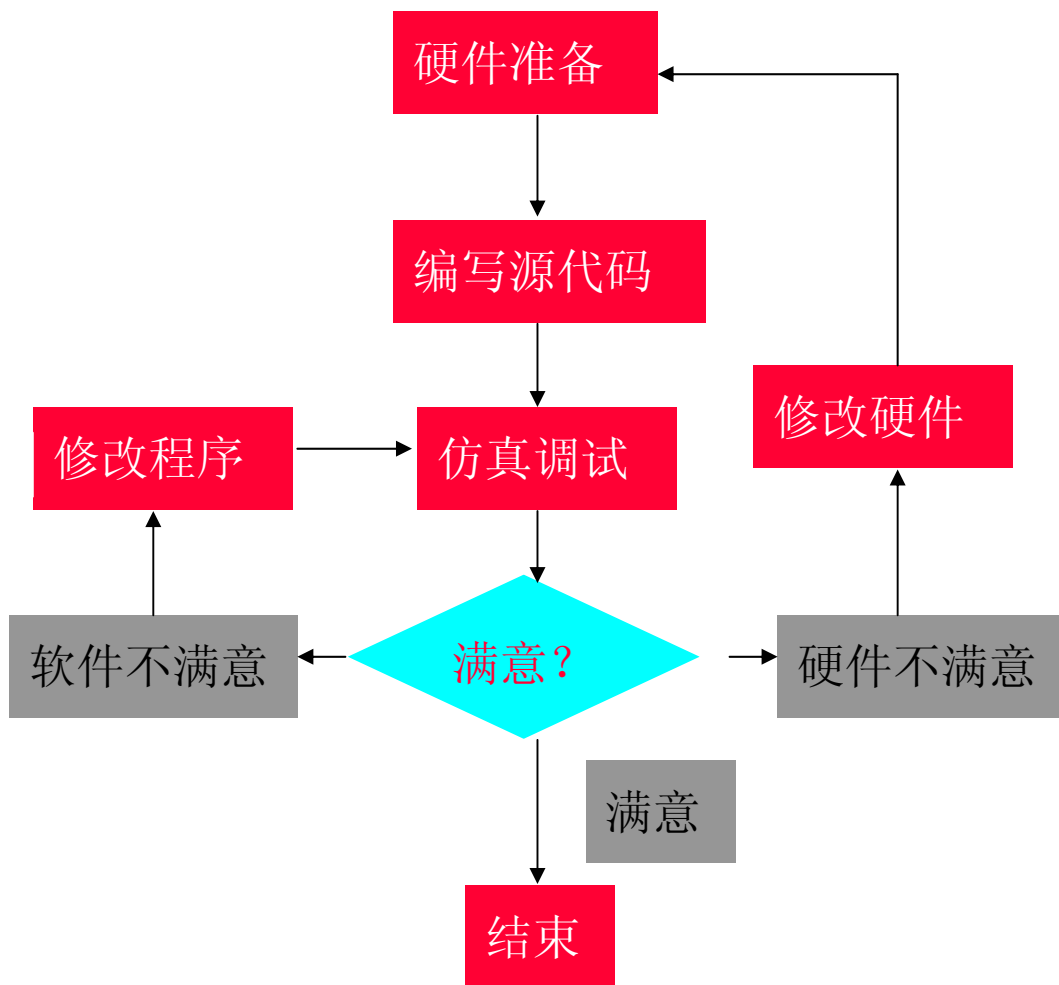 硬件准备
编写源代码
修改硬件
修改程序
仿真调试
软件不满意
满意？
硬件不满意
满意
结束